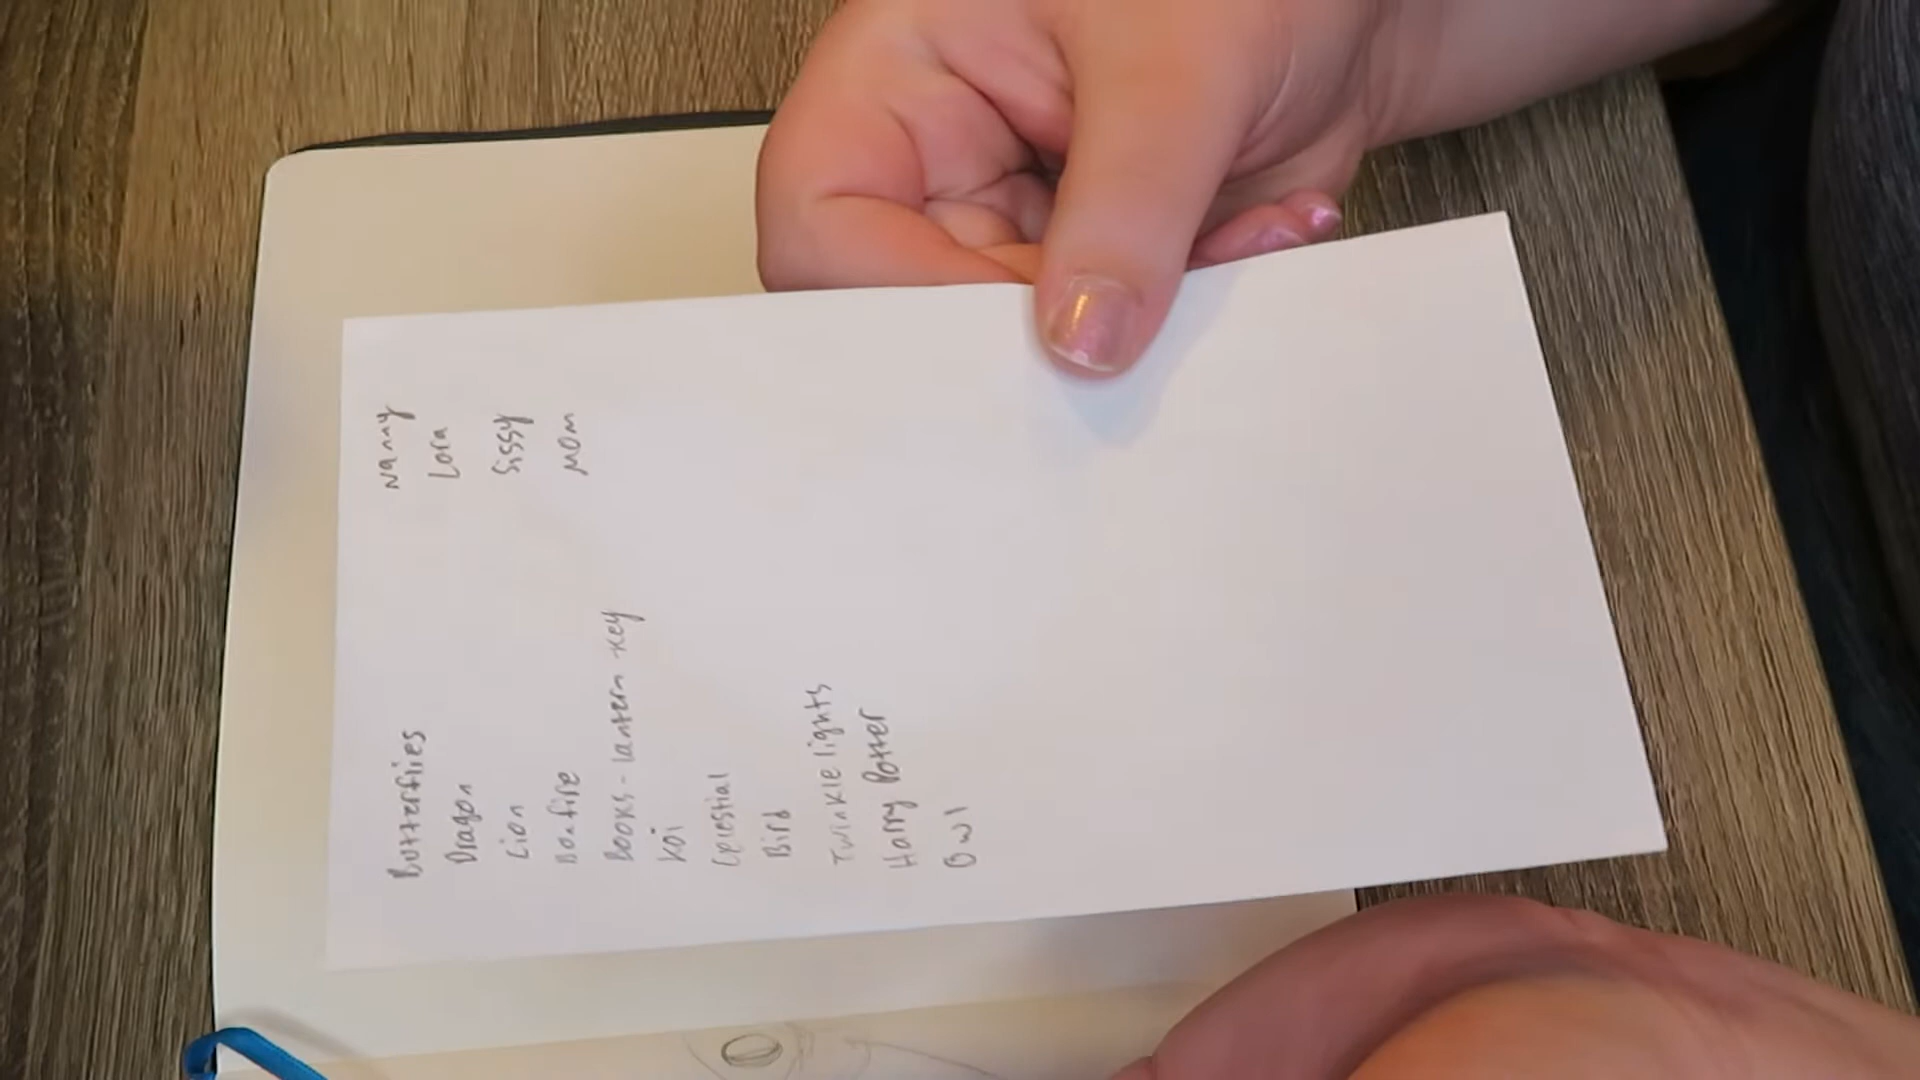 Butterflies Nanny
Dragon Lora
Lion Sissy
Bonfire Mom
Books - lantern - key
Koi
Celestial
Bird
Twinkle lights
Harry Potter
Owl